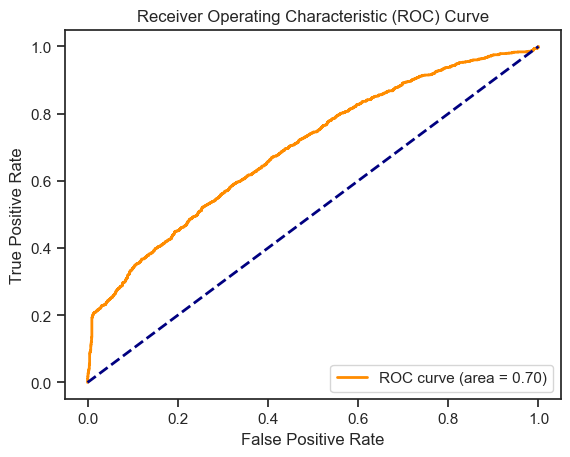 Receiver Operating Characteristic (ROC) Curve
1.0
0.8
0.6
0.4
0.2
0.0
True Positive Rate
ROC curve (area = 0.70)
0.0 0.2 0.4 0.6 0.8 1.0
False Positive Rate